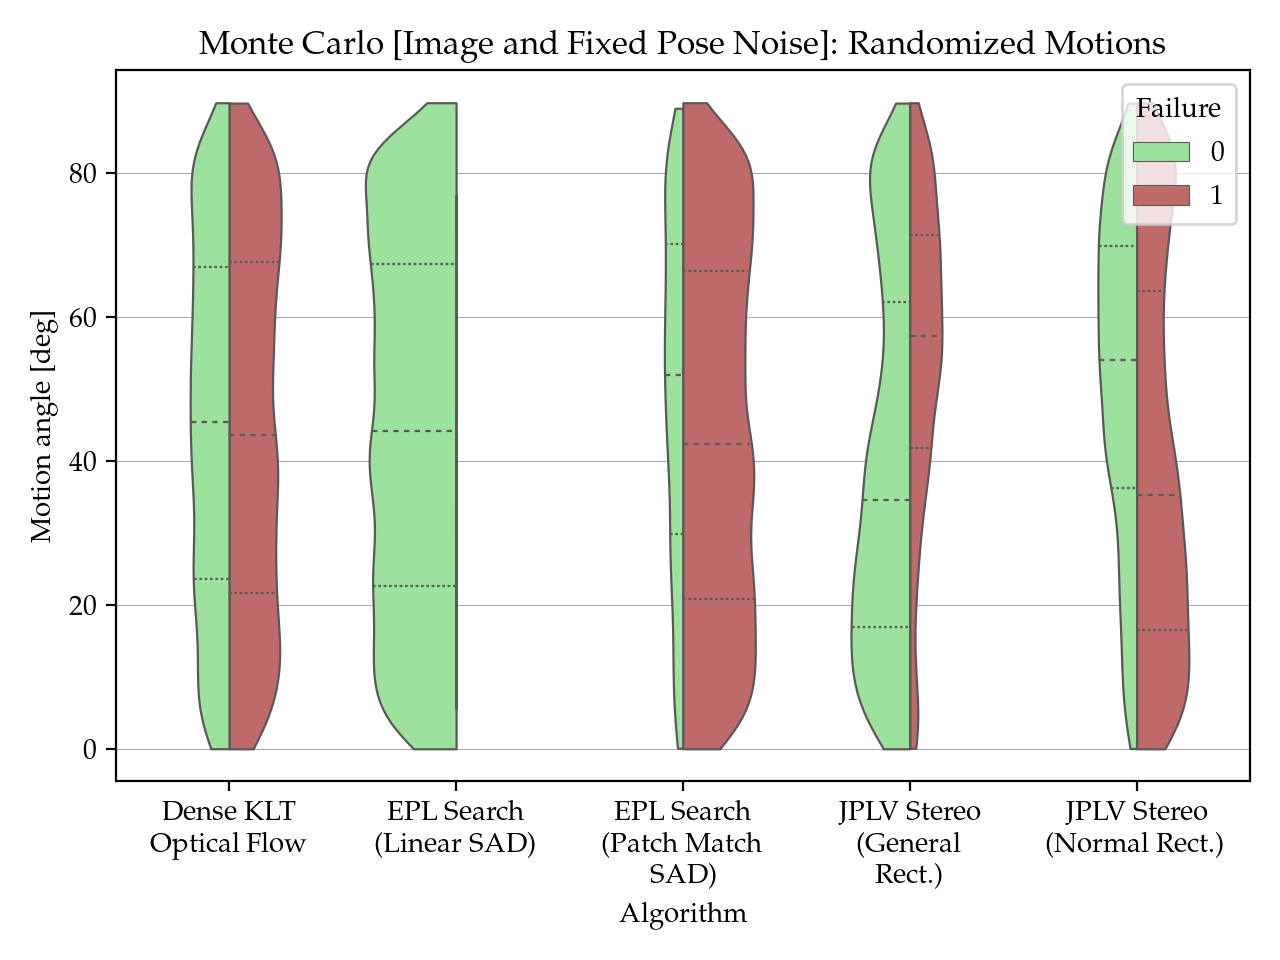 Monte Carlo [Image and Fixed Pose Noise]: Randomized Motions
Failure
0
1
80
60
40
20
0
Motion angle [deg]
Dense KLT
Optical Flow
EPL Search
(Linear SAD)
EPL Search
(Patch Match
SAD)
JPLV Stereo
(General
Rect.)
JPLV Stereo
(Normal Rect.)
Algorithm